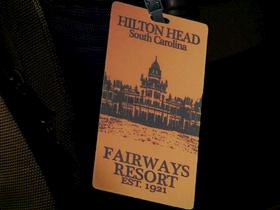 HILTON HEAD
South Carolina
FAIRWAYS
RESORT
EST. 1921